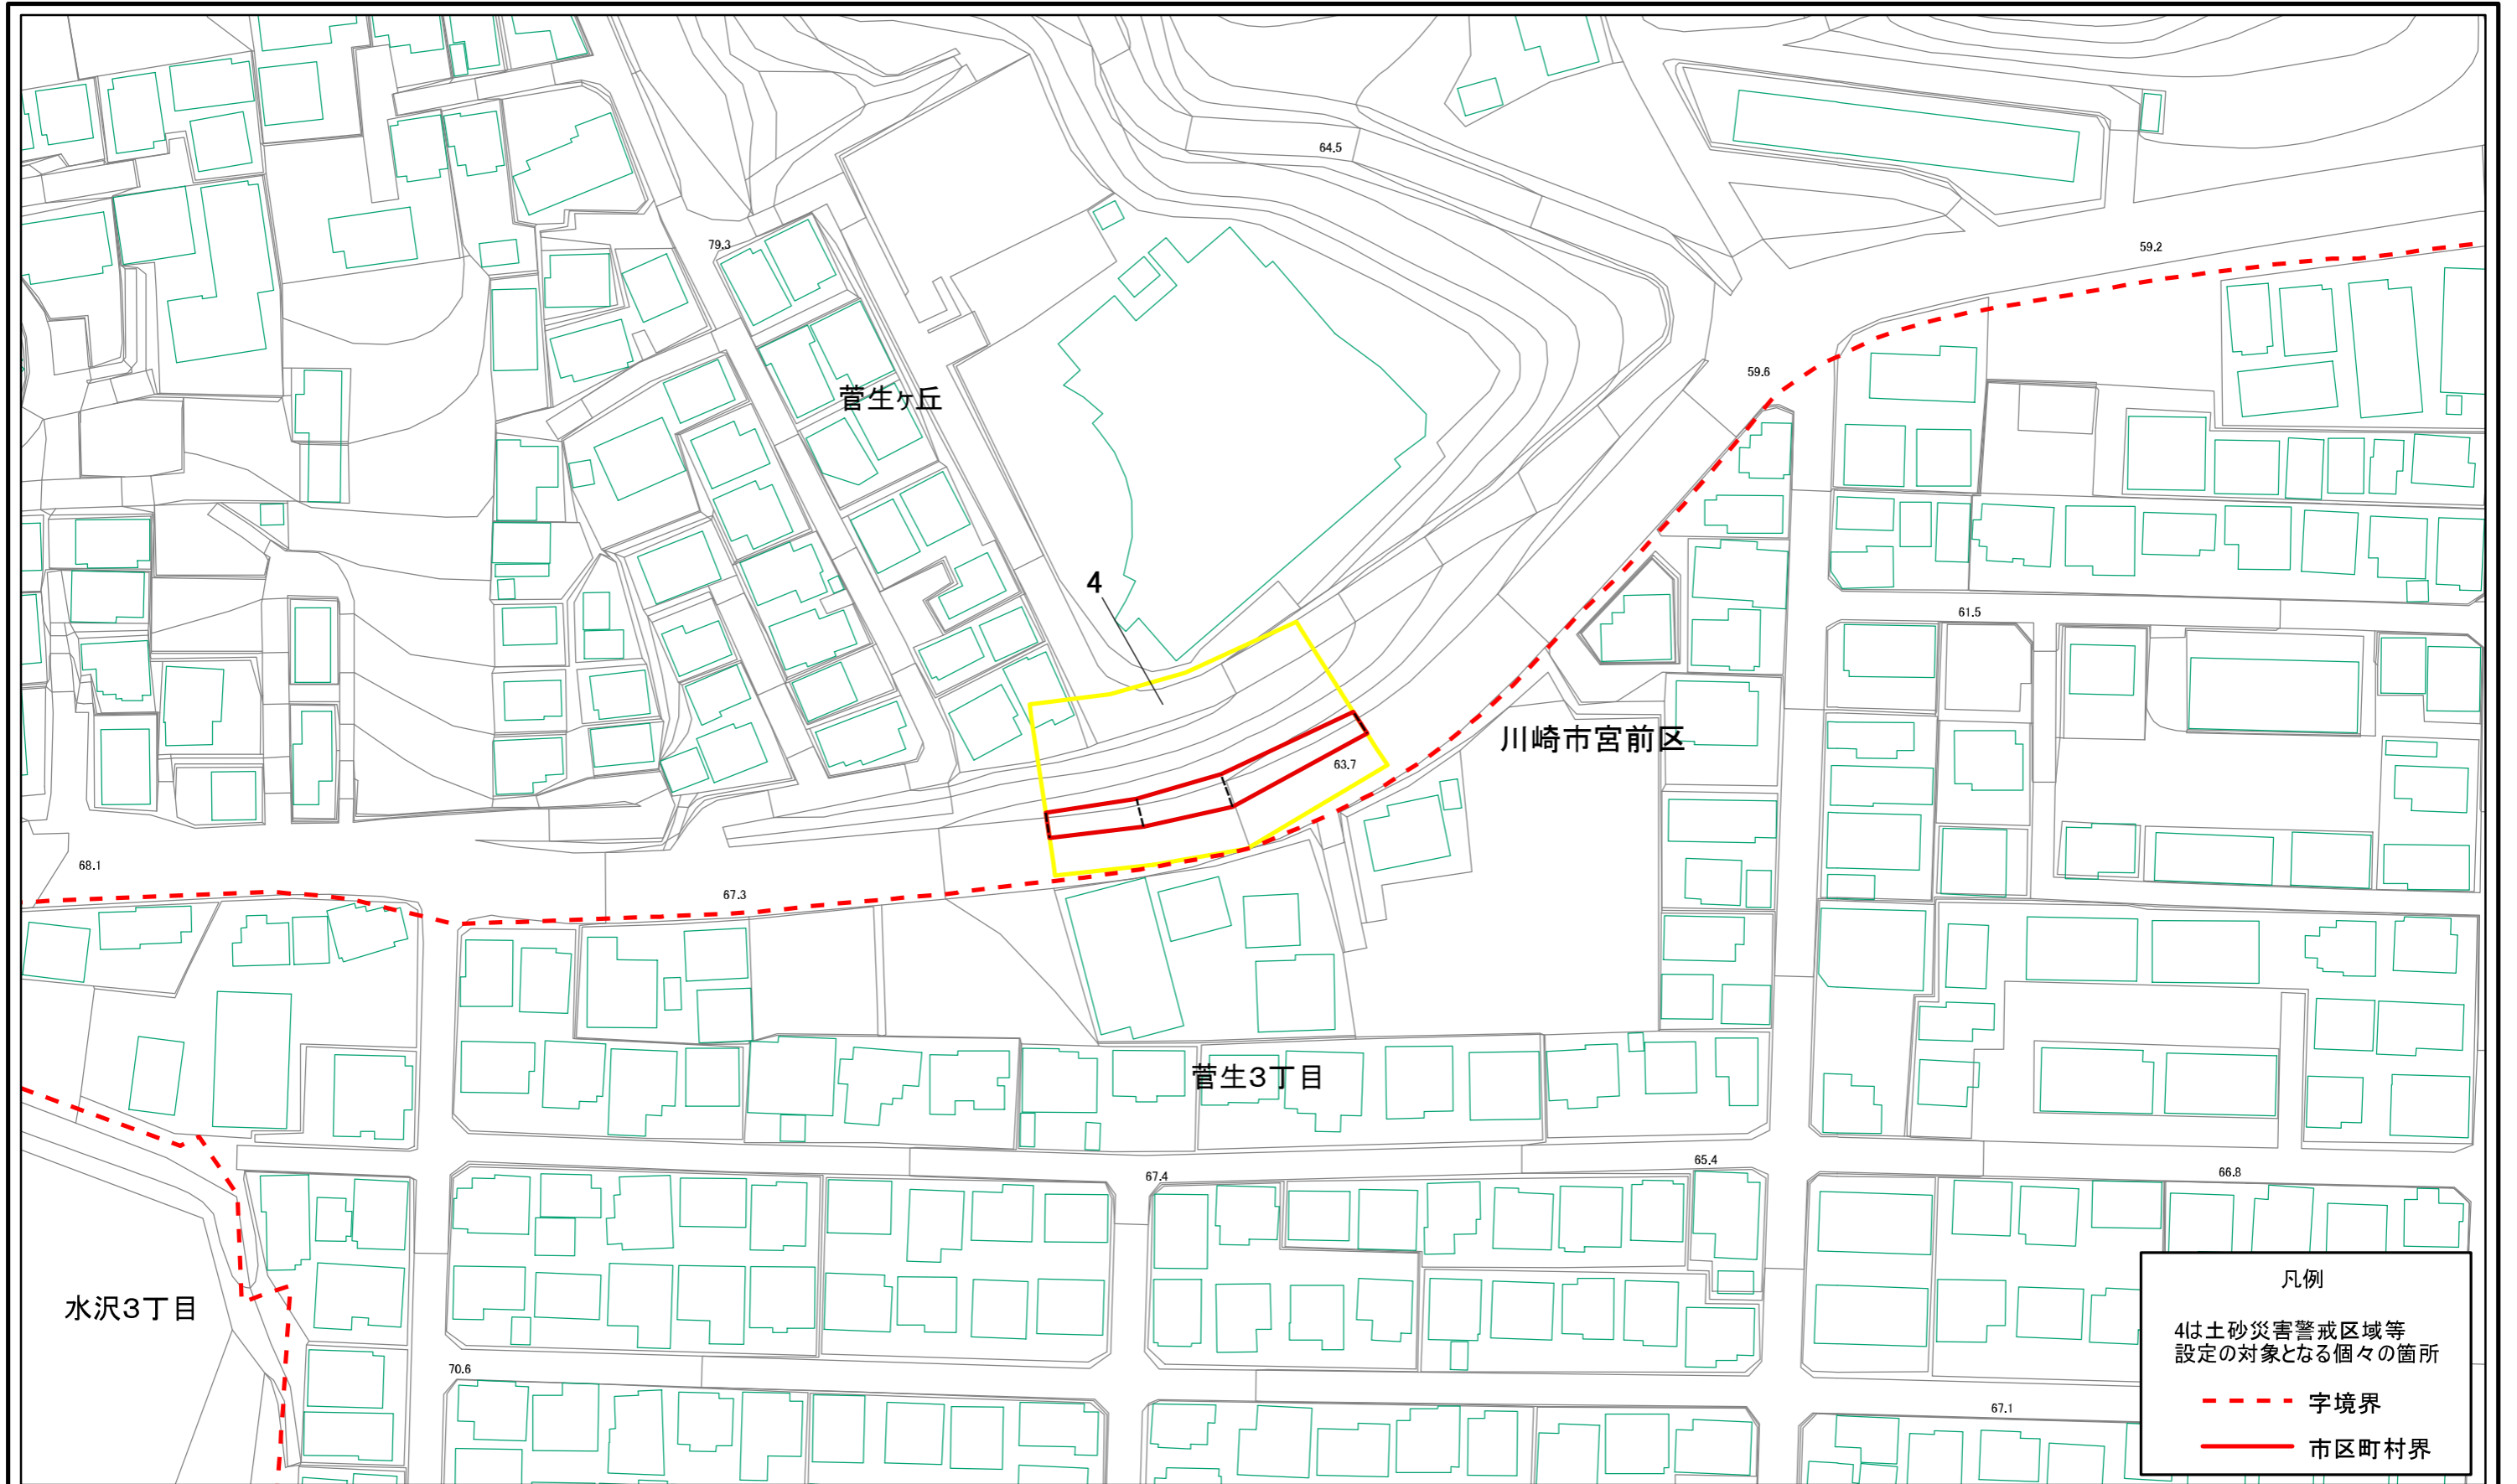 64.5
79.3
59.2
59.6
菅生ヶ丘
4
61.5
川崎市宮前区
63.7
68.1
67.3
菅生3丁目
65.4
67.4
66.8
水沢3丁目
70.6
67.1
凡例
4は土砂災害警戒区域等
設定の対象となる個々の箇所
字境界
市区町村界